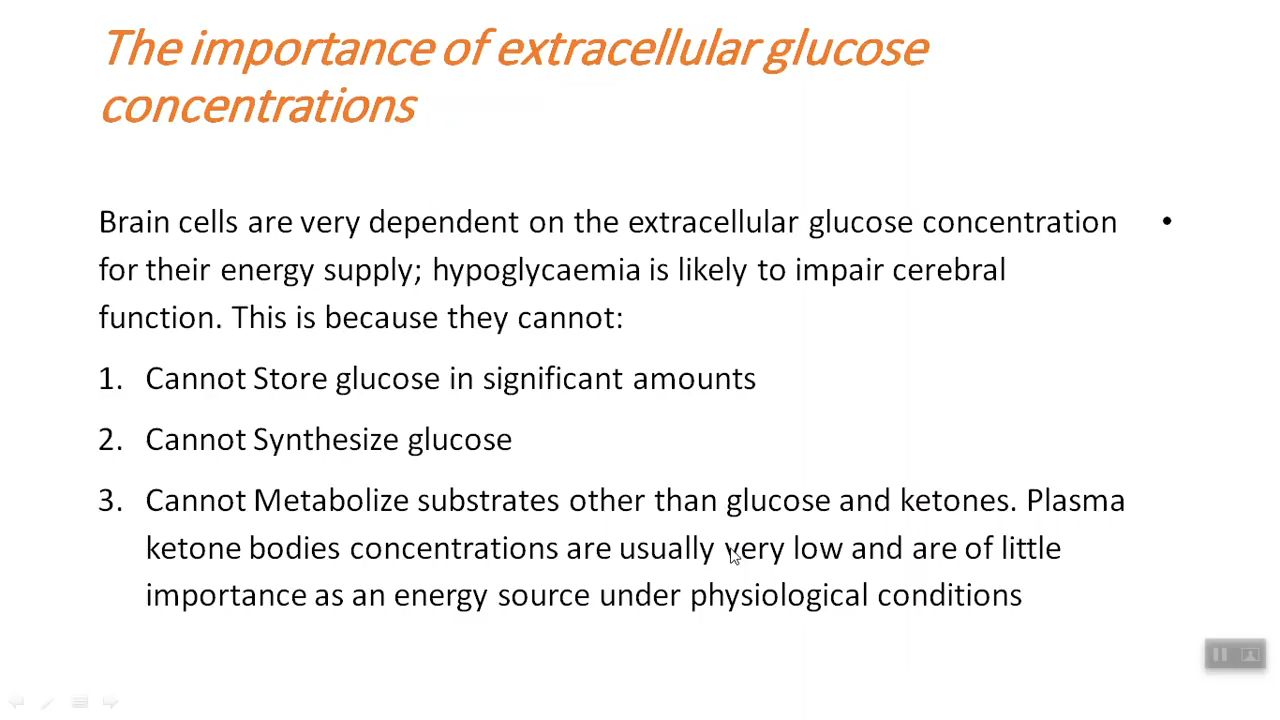 The importance of extracellular glucose
concentrations
Brain cells are very dependent on the extracellular glucose concentration •
for their energy supply; hypoglycaemia is likely to impair cerebral
function. This is because they cannot:
1. Cannot Store glucose in significant amounts
2. Cannot Synthesize glucose
3. Cannot Metabolize substrates other than glucose and ketones. Plasma
ketone bodies concentrations are usually very low and are of little
importance as an energy source under physiological conditions